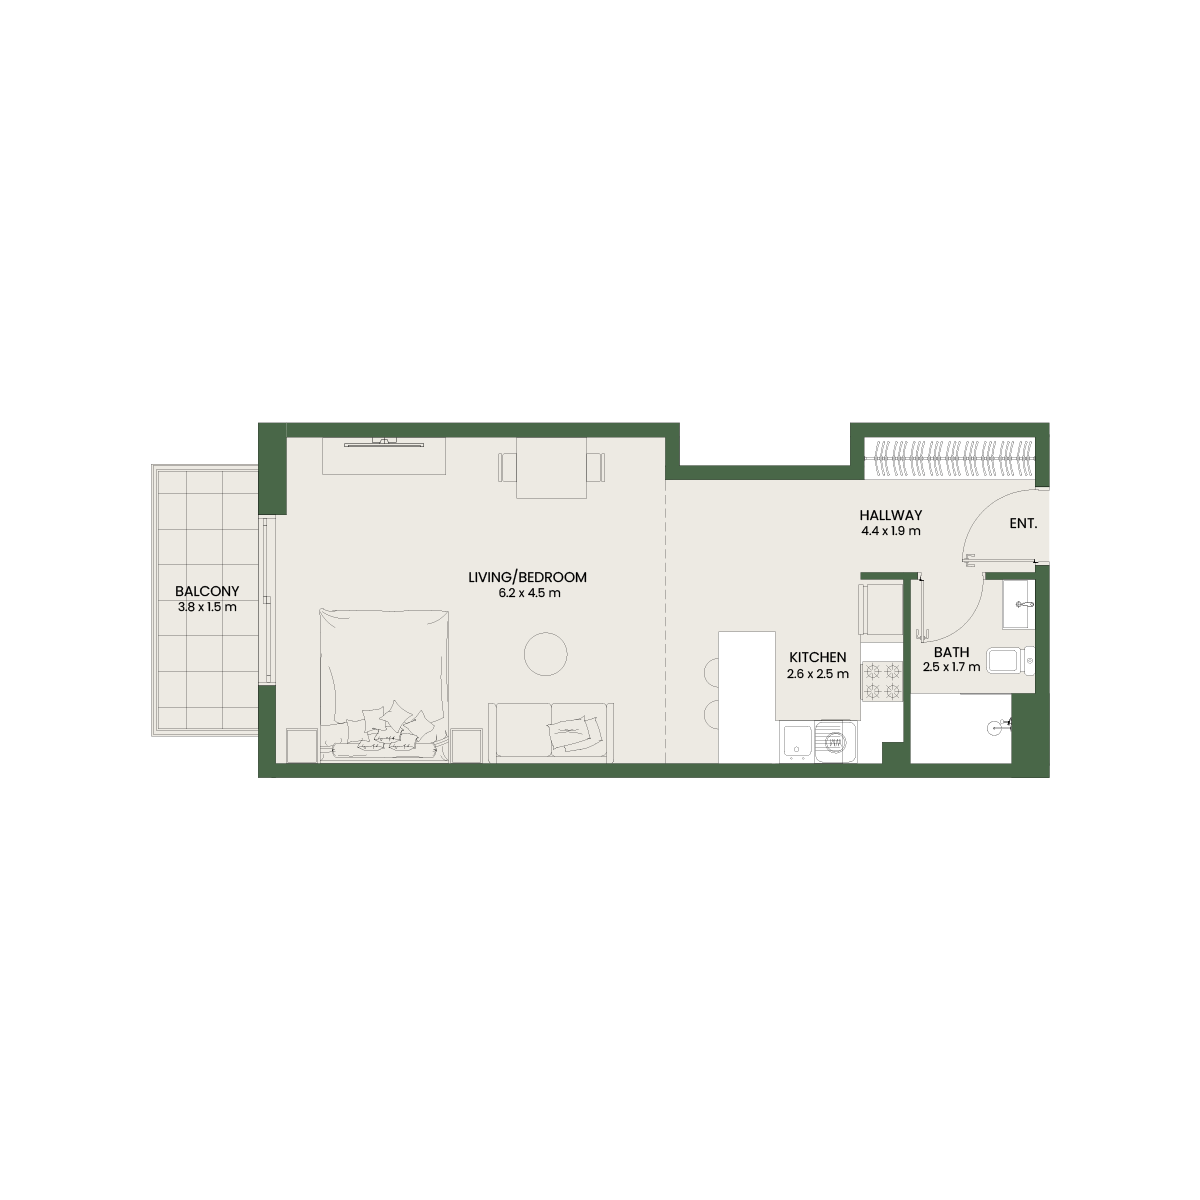 HALLWAY
4.4 x 1.9 m
ENT.
LIVING/BEDROOM
6.2 x 4.5 m
BALCONY
3.8 x 1.5 m
KITCHEN
2.6 x 2.5 m
BATH
2.5 x 1.7 m